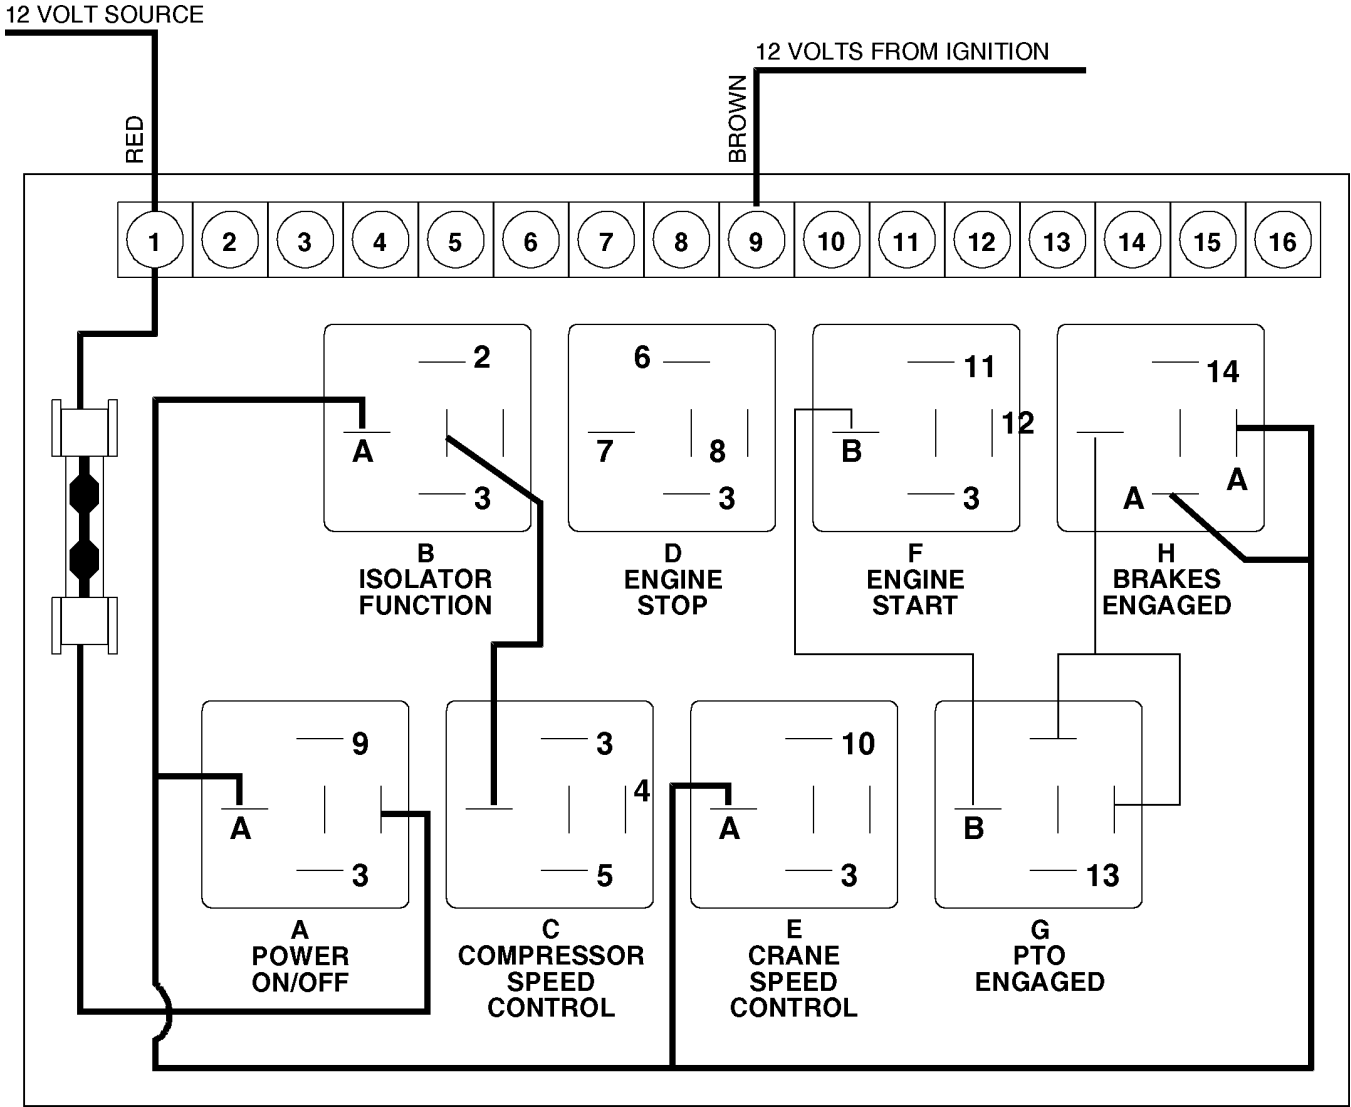 12 VOLT SOURCE
12 VOLTS FROM IGNITION
RED
BROWN
1 2 3 4 5 6 7 8 9 10 11 12 13 14 15 16
2
A
3
B
ISOLATOR
FUNCTION
6
7
8
3
D
ENGINE
STOP
11
12
B
3
F
ENGINE
START
14
A
A
H
BRAKES
ENGAGED
9
A
3
A
POWER
ON/OFF
3
4
5
C
COMPRESSOR
SPEED
CONTROL
10
A
3
E
CRANE
SPEED
CONTROL
B
13
G
PTO
ENGAGED